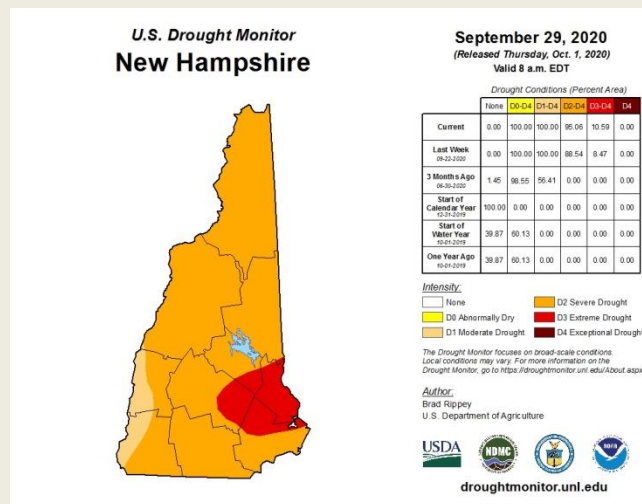 U.S. Drought Monitor
New Hampshire
September 29, 2020
(Released Thursday, Oct. 1, 2020)
Valid 8 a.m. EDT
Drought Conditions (Percent Area)
None D0-D4 D1-D4 D2-D4 D3-D4 D4
Current 0.00 100.00 100.00 95.06 10.59 0.00
Last Week
09-22-2020 0.00 100.00 100.00 88.54 8.47 0.00
3 Months Ago
06-30-2020 1.45 98.55 56.41 0.00 0.00 0.00
Start of
Calendar Year
12-31-2019 100.00 0.00 0.00 0.00 0.00 0.00
Start of
Water Year
10-01-2019 39.87 60.13 0.00 0.00 0.00 0.00
One Year Ago
10-01-2019 39.87 60.13 0.00 0.00 0.00 0.00
Intensity:
None
D0 Abnormally Dry
D1 Moderate Drought
D2 Severe Drought
D3 Extreme Drought
D4 Exceptional Drought
The Drought Monitor focuses on broad-scale conditions.
Local conditions may vary. For more information on the
Drought Monitor, go to https://droughtmonitor.unl.edu/About.aspx
Author:
Brad Rippey
U.S. Department of Agriculture
USDA
NDMC
NOAA
droughtmonitor.unl.edu